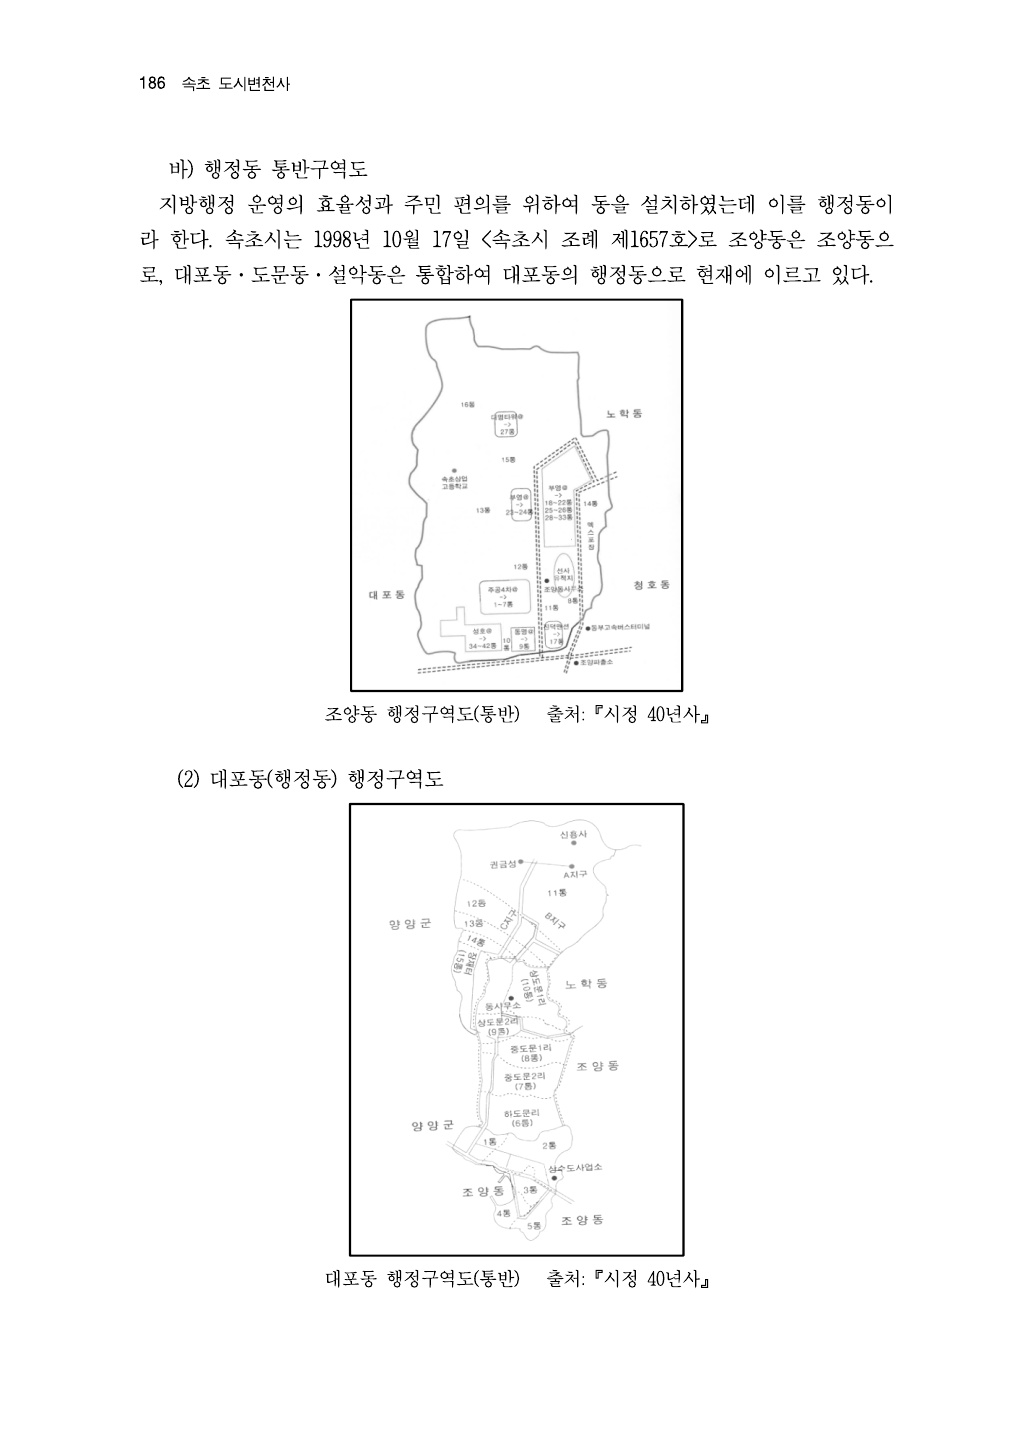 186 속초 도시변천사
바) 행정동 통반구역도
지방행정 운영의 효율성과 주민 편의를 위하여 동을 설치하였는데 이를 행정동이
라 한다. 속초시는 1998년 10월 17일 <속초시 조례 제1657호>로 조양동은 조양동으
로, 대포동·도문동·설악동은 통합하여 대포동의 행정동으로 현재에 이르고 있다.
16통
노 학 동
->
27통
15통
속초상업
고등학교
부영@
->
23~24통
13통
부영@
->
18~22통
25~26통
28~33통
14통
엑스포장
12통
선사
유적지
조양동사무소
청 호 동
대 포 동
주공4차@
->
1~7통
8통
11통
성호@
->
34~42통
10통
동명@
->
9통
->
17통
동부고속버스터미널
조양파출소
조양동 행정구역도(통반) 출처:『시정 40년사』
(2) 대포동(행정동) 행정구역도
신흥사
권금성
A지구
11통
12통
양 양 군
13통
C지구
B지구
14통
(15통)
상도문1리
(10통)
노 학 동
동사무소
상도문2리
(9통)
중도문1리
(8통)
조 양 동
중도문2리
(7통)
하도문리
(6통)
양 양 군
1통
2통
상수도사업소
조 양 동
3통
4통
5통
조 양 동
대포동 행정구역도(통반) 출처:『시정 40년사』